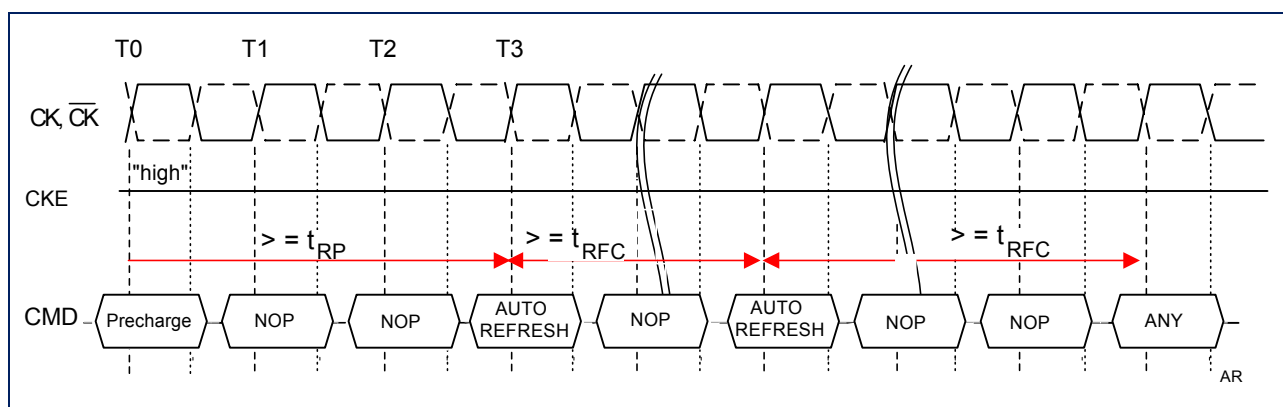 T0 T1 T2 T3
CK, C̅K̅
"high"
CKE
> = tRP > = tRFC > = tRFC
CMD Precharge NOP NOP AUTO REFRESH NOP AUTO REFRESH NOP NOP ANY
AR